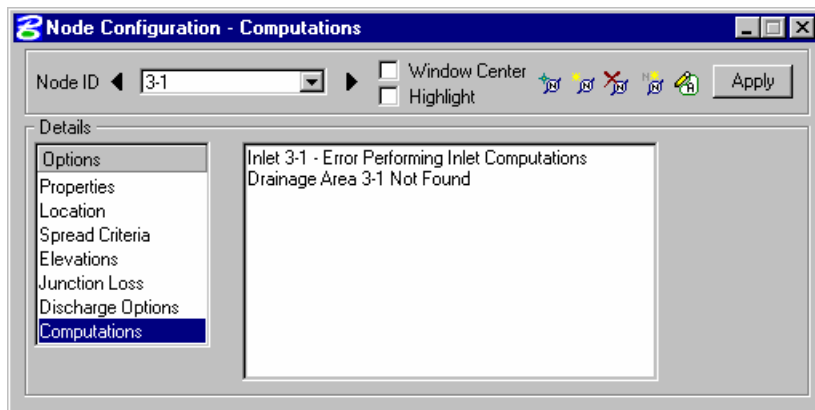 Node Configuration - Computations
Node ID
3-1
Window Center
Highlight
Apply
Details
Options
Properties
Location
Spread Criteria
Elevations
Junction Loss
Discharge Options
Computations
Inlet 3-1 - Error Performing Inlet Computations
Drainage Area 3-1 Not Found